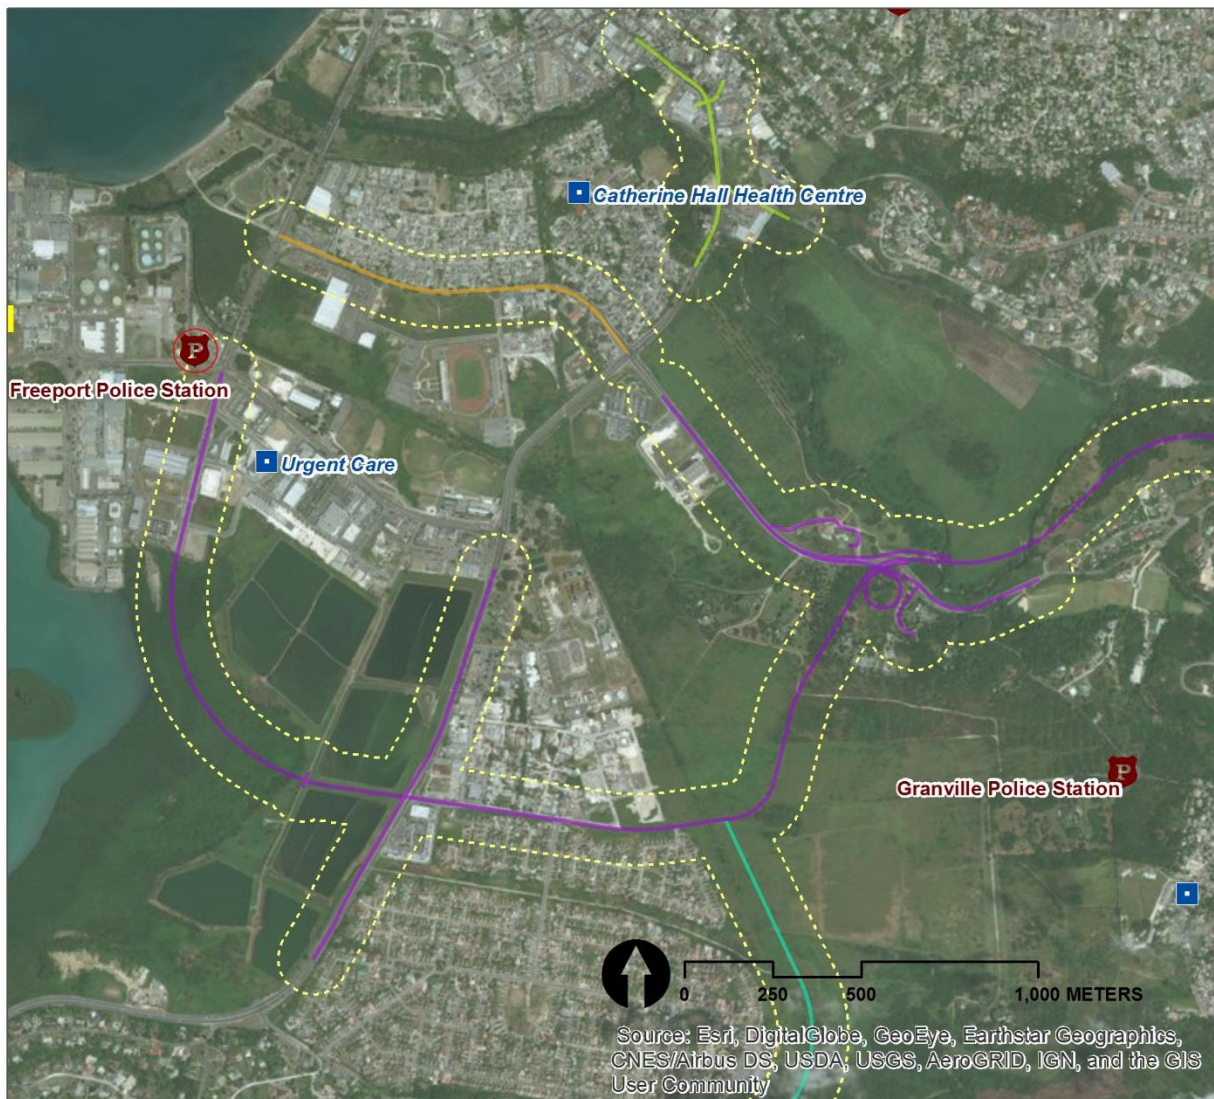 Catherine Hall Health Centre
P
Freeport Police Station
Urgent Care
P
Granville Police Station
0 250 500 1,000 METERS
Source: Esri, DigitalGlobe, GeoEye, Earthstar Geographics,
CNES/Airbus DS, USDA, USGS, AeroGRID, IGN, and the GIS
User Community